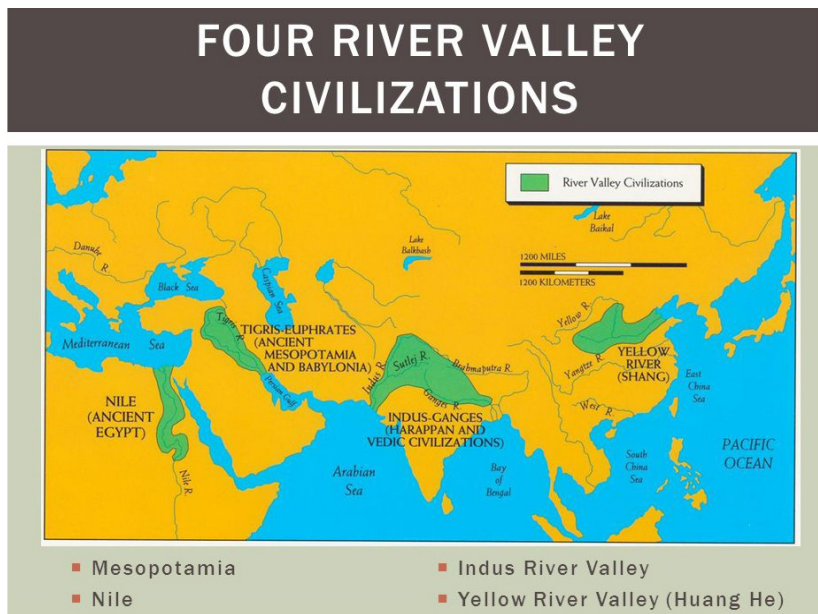 FOUR RIVER VALLEY
CIVILIZATIONS
River Valley Civilizations
Lake
Baikal
Lake
Balkhash
1200 MILES
1200 KILOMETERS
Danube
R.
Black Sea
Caspian Sea
Mediterranean Sea
Tigris R.
TIGRIS-EUPHRATES
(ANCIENT
MESOPOTAMIA
AND BABYLONIA)
Persian Gulf
Indus R.
Sutlej R.
Brahmaputra R.
Ganges R.
INDUS-GANGES
(HARAPPAN AND
VEDIC CIVILIZATIONS)
Yellow R.
YELLOW
RIVER
(SHANG)
Yangtze R.
West R.
East
China
Sea
NILE
(ANCIENT
EGYPT)
Nile R.
Arabian
Sea
Bay
of
Bengal
South
China
Sea
PACIFIC
OCEAN
Mesopotamia
Nile
Indus River Valley
Yellow River Valley (Huang He)